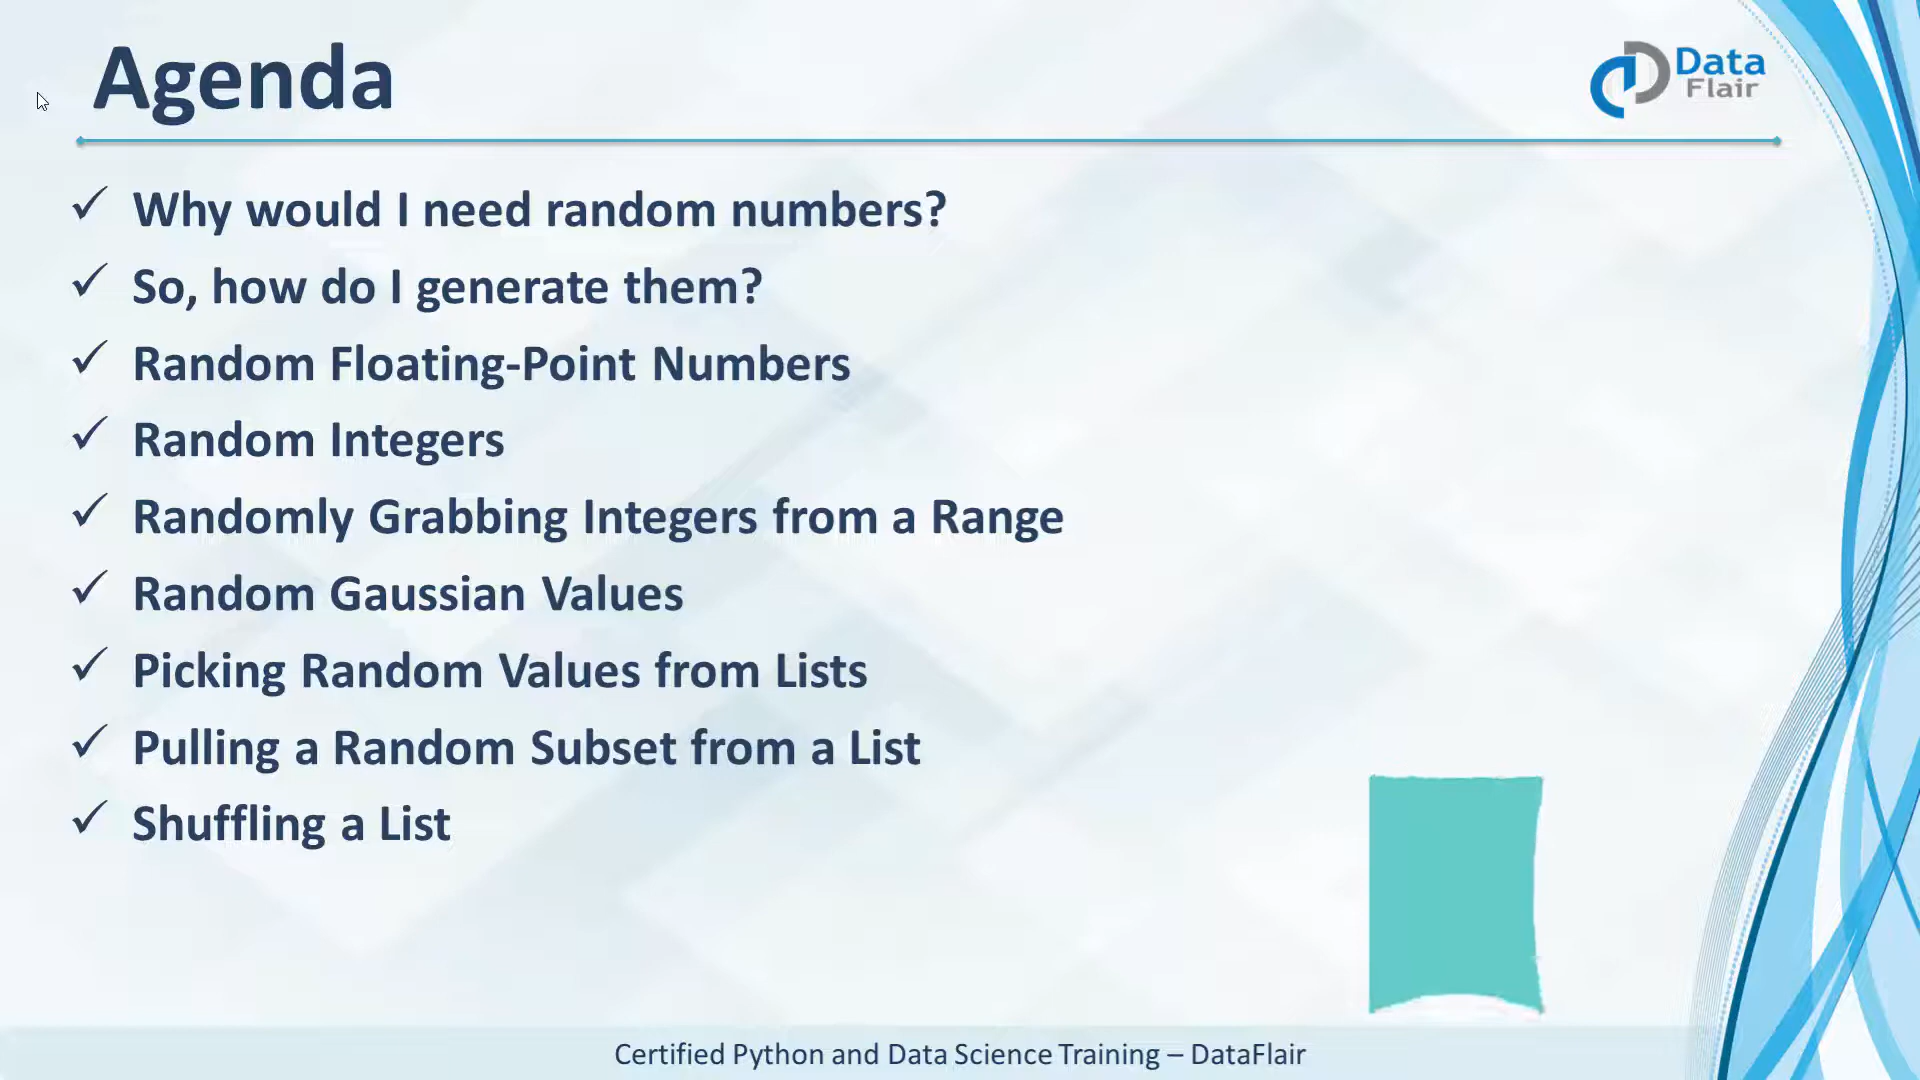 Agenda
Data
Flair
Why would I need random numbers?
So, how do I generate them?
Random Floating-Point Numbers
Random Integers
Randomly Grabbing Integers from a Range
Random Gaussian Values
Picking Random Values from Lists
Pulling a Random Subset from a List
Shuffling a List
Certified Python and Data Science Training – DataFlair